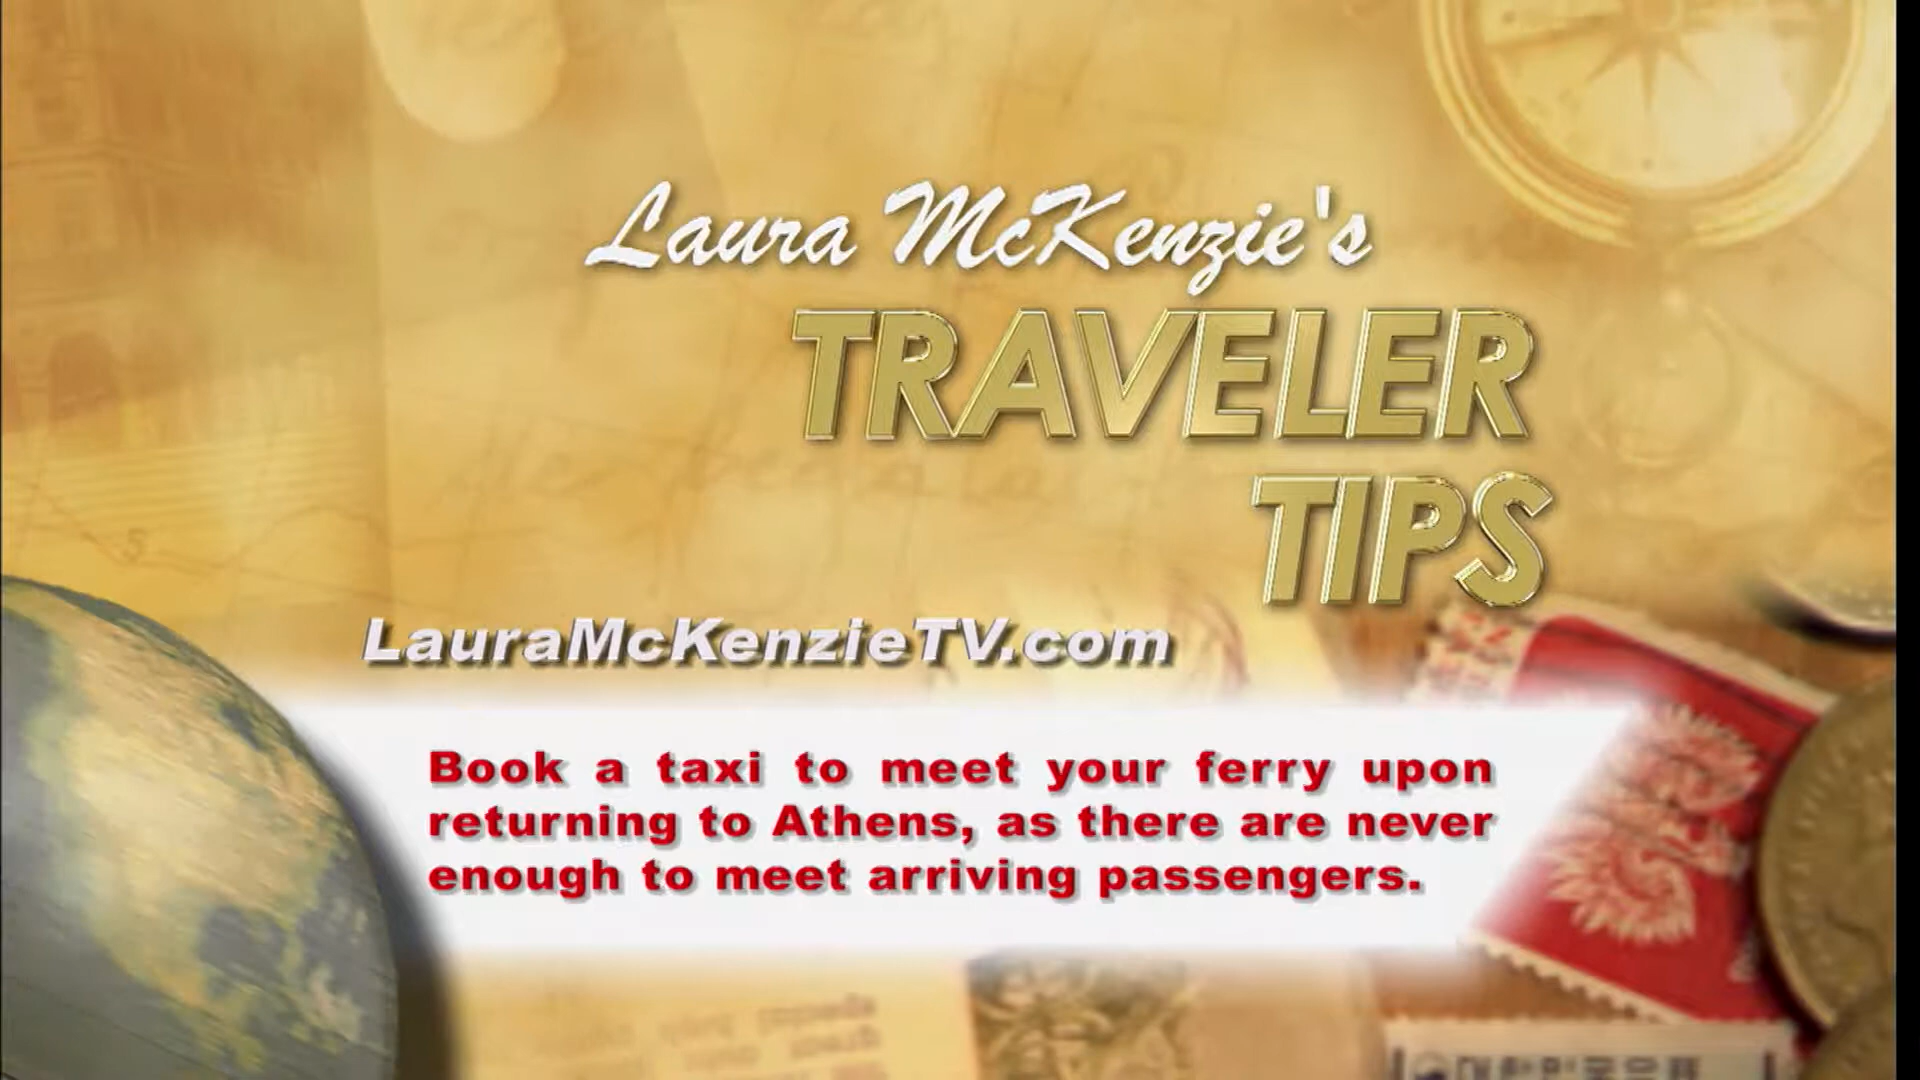 Laura McKenzie's
TRAVELER
TIPS
LauraMcKenzieTV.com
Book a taxi to meet your ferry upon
returning to Athens, as there are never
enough to meet arriving passengers.